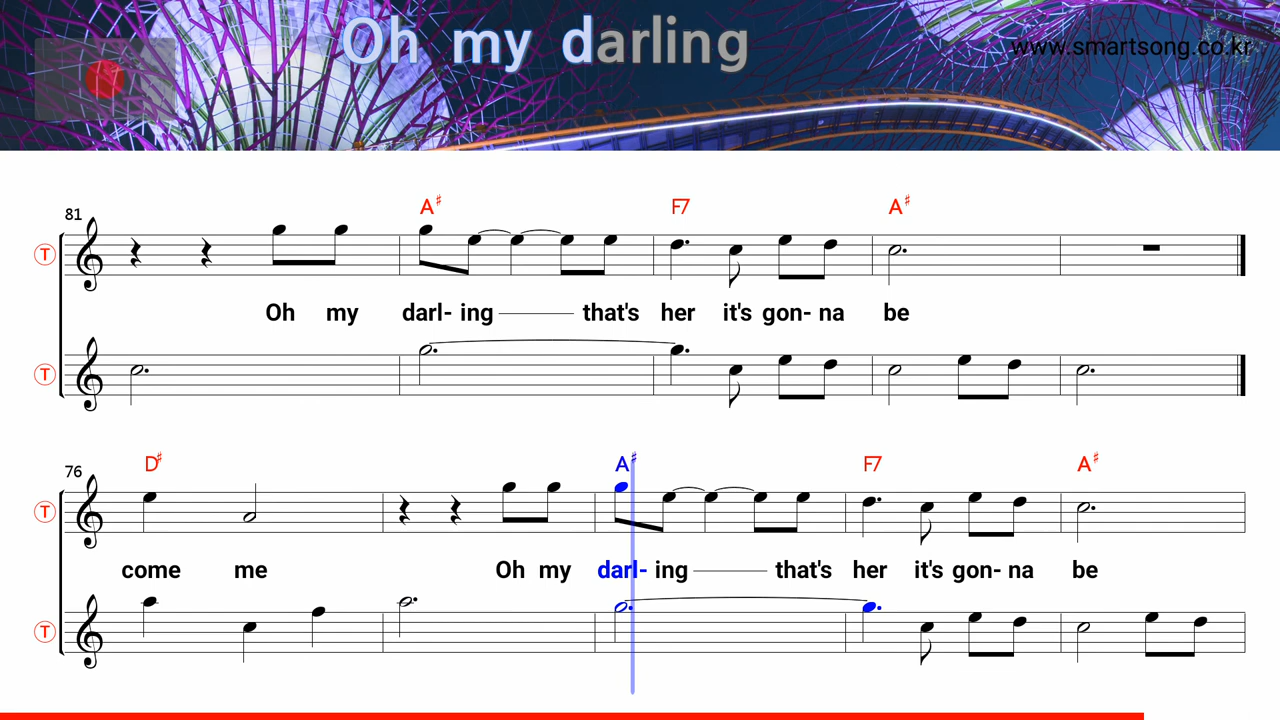 Oh my darling
www.smartsong.co.kr
81
A♯ F7 A♯
T
Oh my darl- ing that's her it's gon- na be
T
76
D♯ A♯ F7 A♯
T
come me Oh my darl- ing that's her it's gon- na be
T